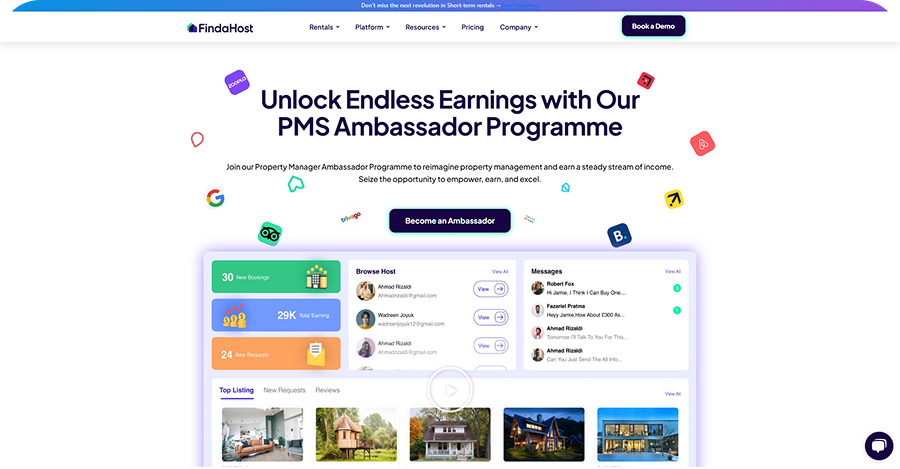 Don't miss the next revolution in Short-term rentals → Join FindaHost
FindaHost
Rentals
Platform
Resources
Pricing
Company
Book a Demo
ZOOPLO
Unlock Endless Earnings with Our
PMS Ambassador Programme
Join our Property Manager Ambassador Programme to reimagine property management and earn a steady stream of income.
Seize the opportunity to empower, earn, and excel.
trivago
Become an Ambassador
B.
30 New Bookings
29K Total Earning
24 New Requests
Browse Host
View All
Ahmad Rizaldi
Ahmadrizaldi@gmail.com
View
Wadreen Joyuk
wadreenjoyuk12@gmail.com
View
Ahmad Rizaldi
Ahmorizaldi@gmail.com
View
Ahmad Rizaldi
Messages
View All
Robert Fox
Hi Jamie, I Think I Can Buy One....
Fazariel Pratma
Heyy Jamie,How About £300 As...
Ahmad Rizaldi
Tomorrow I'll Talk To You For This...
Ahmad Rizaldi
Can You Just Send The All Info...
Top Listing
New Requests
Reviews
View All